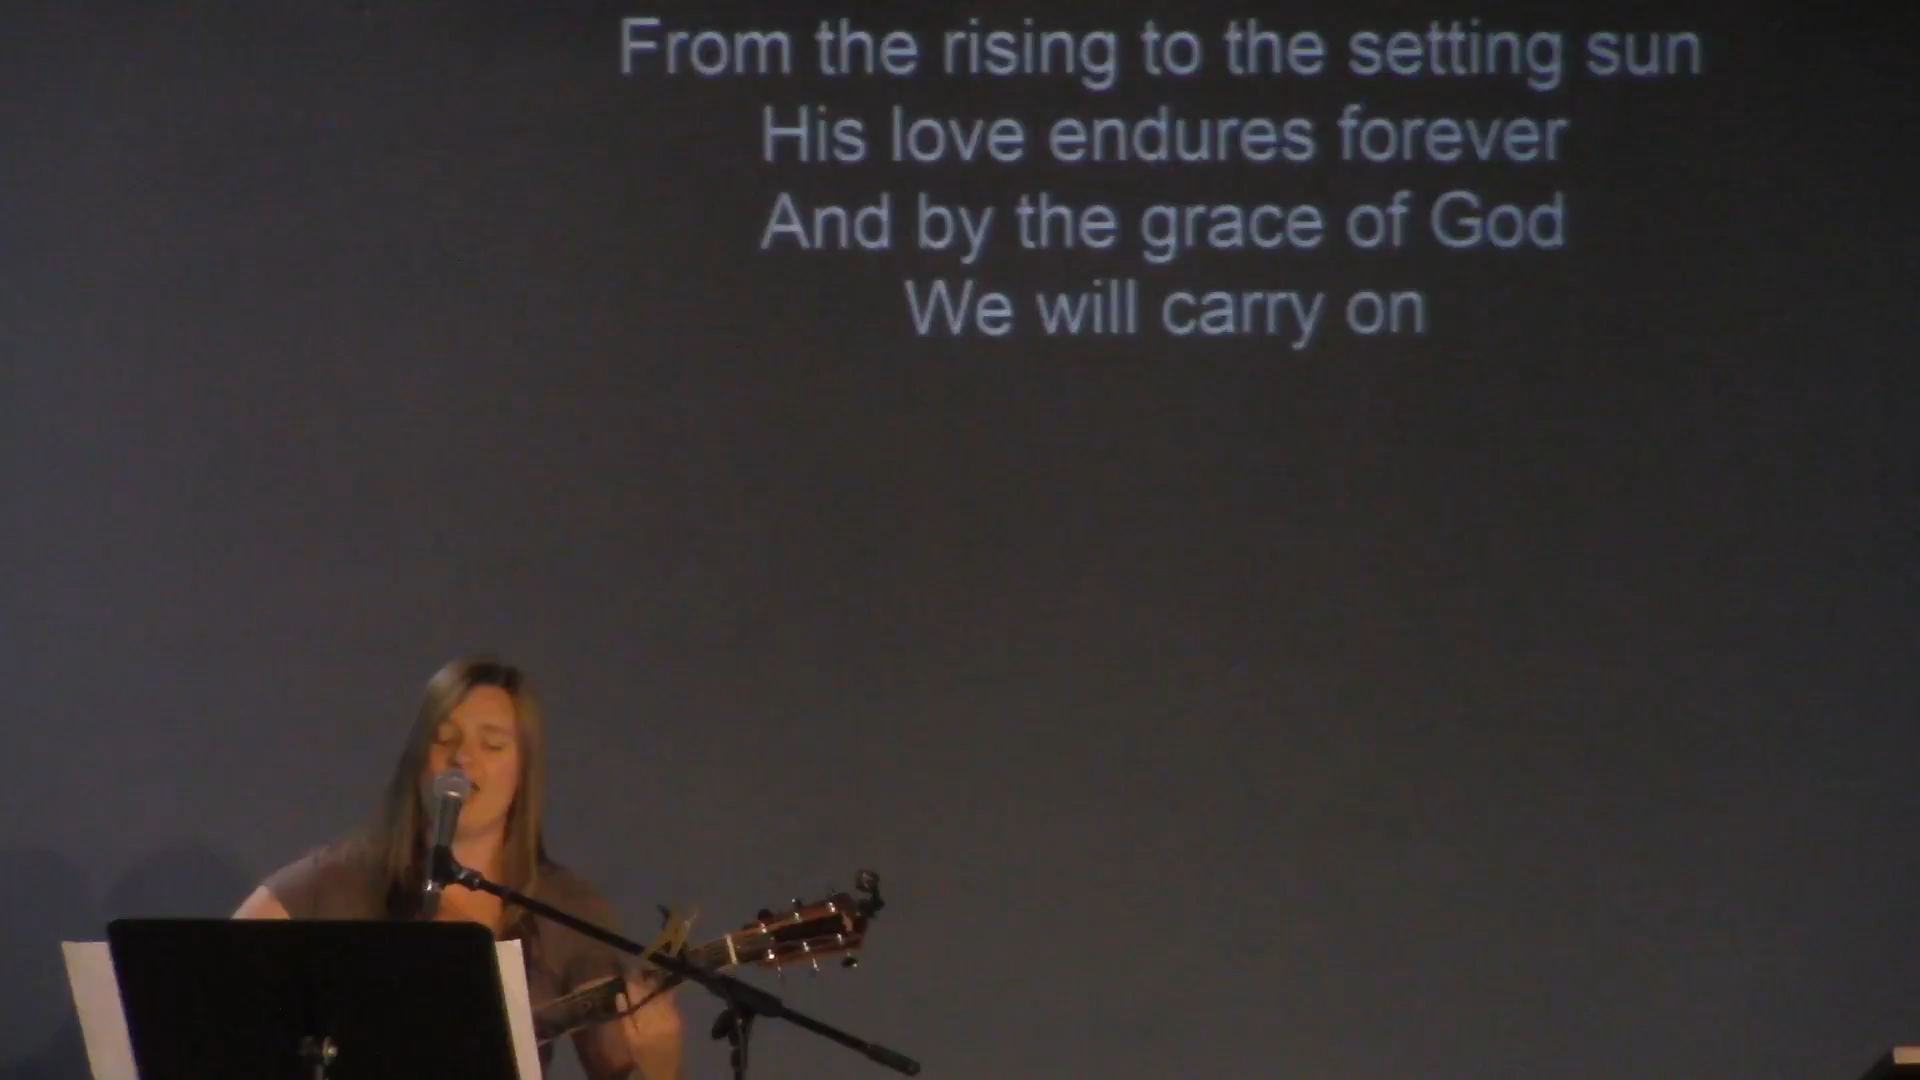 From the rising to the setting sun
His love endures forever
And by the grace of God
We will carry on